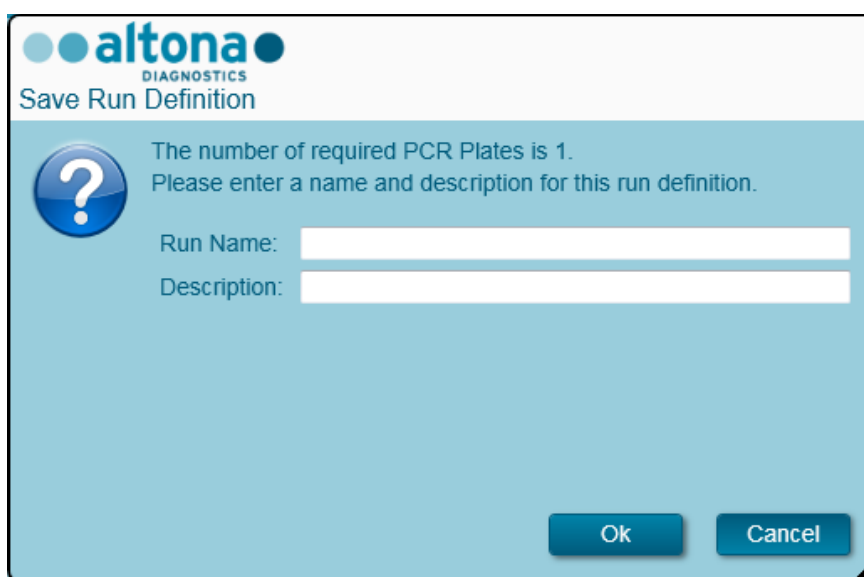 altona
DIAGNOSTICS
Save Run Definition
The number of required PCR Plates is 1.
Please enter a name and description for this run definition.
Run Name:
Description:
Ok
Cancel